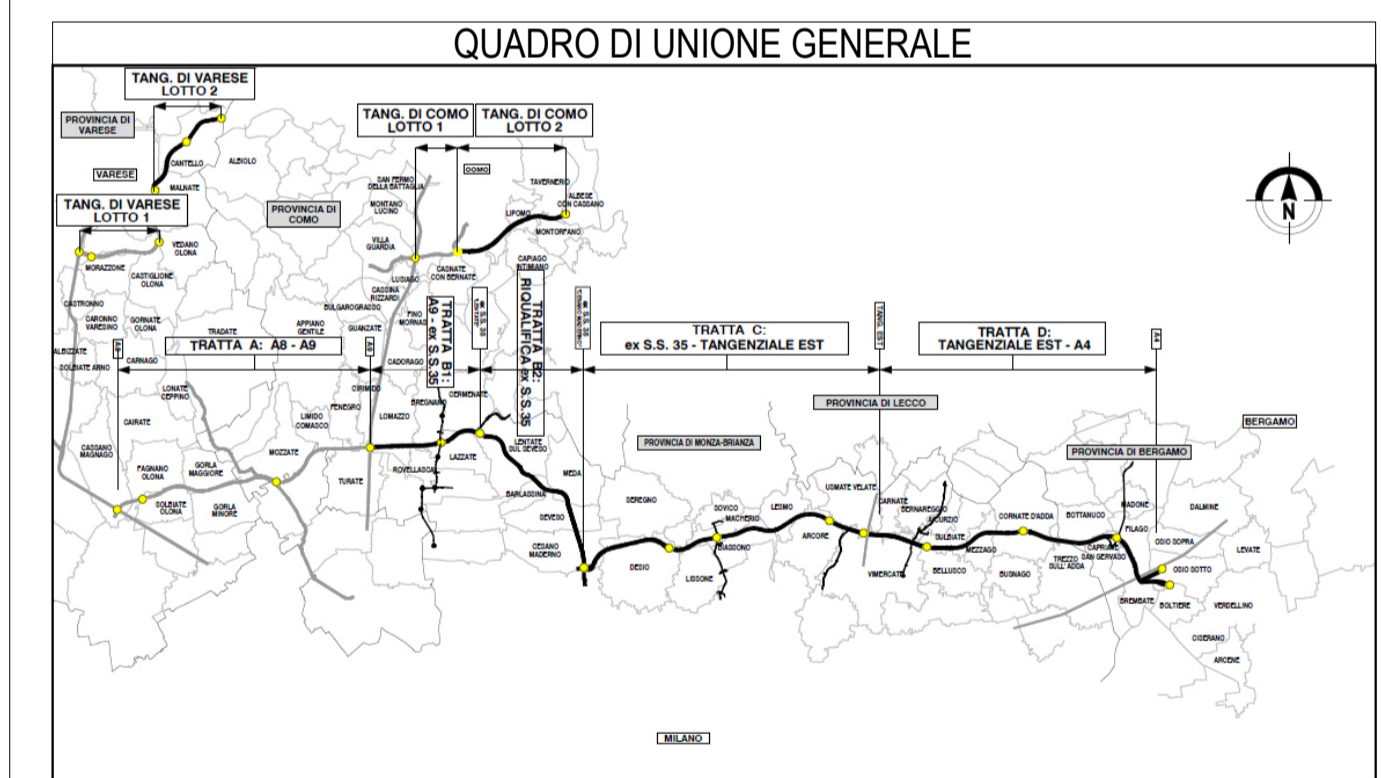 QUADRO DI UNIONE GENERALE
TANG. DI VARESE
LOTTO 2
PROVINCIA DI
VARESE
CANTELLO
ALBIOLO
VARESE
MALNATE
TANG. DI VARESE
LOTTO 1
VEDANO
OLONA
MORAZZONE
CASTIGLIONE
OLONA
PROVINCIA DI
COMO
TANG. DI COMO
LOTTO 1
TANG. DI COMO
LOTTO 2
COMO
SAN FERMO
DELLA BATTAGLIA
MONTANO
LUCINO
VILLA
GUARDIA
TAVERNERIO
ALBESE
CON CASSANO
LIPOMO
MONTORFANO
LUSIAGO
CASNATE
CON BERNATE
CAPIAGO
INTIMIANO
CASSINA
RIZZARDI
N
CASTRONNO
CARONNO
VARESINO
GORNATE
OLONA
BULGAROGRASSO
FINO
MORNAS
TRADATE
APPIANO
GENTILE
GUANZATE
ALBIZZATE
SOLBIATE ARNO
CARNAGO
A8
TRATTA A: A8 - A9
A9
CADORAGO
TRATTA B1:
A9 - ex S.S.35
ex S.S. 35
LENTATE
TRATTA B2:
RIQUALIFICA ex S.S.35
ex S.S. 35
TRATTA C:
ex S.S. 35 - TANGENZIALE EST
TANG. EST
TRATTA D:
TANGENZIALE EST - A4
A4
LONATE
CEPPINO
CIRIMIDO
FENEGRO
LIMIDO
COMASCO
LOMAZZO
BREGNANO
CERMENATE
CAIRATE
CASSANO
MAGNAGO
FAGNANO
OLONA
GORLA
MAGGIORE
MOZZATE
SOLBIATE
OLONA
GORLA
MINORE
TURATE
ROVELLASCA
LAZZATE
LENTATE
SUL SEVESO
BARLASSINA
MEDA
SEVESO
CESANO
MADERNO
PROVINCIA DI MONZA-BRIANZA
PROVINCIA DI LECCO
BERGAMO
PROVINCIA DI BERGAMO
SEREGNO
SOVICO
MACHERIO
LESMO
USMATE VELATE
CARNATE
BERNAREGGIO
AICURZIO
CORNATE D'ADDA
BOTTANUCO
MADONE
FILAGO
DALMINE
BIASSONO
ARCORE
SULBIATE
MEZZAGO
CAPRIATE
SAN GERVASO
OSIO SOPRA
LEVATE
DESIO
LISSONE
VIMERCATE
BELLUSCO
BUSNAGO
TREZZO
SULL' ADDA
OSIO SOTTO
BREMBATE
BOLTIERE
VERDELLINO
CISERANO
ARCENE
MILANO